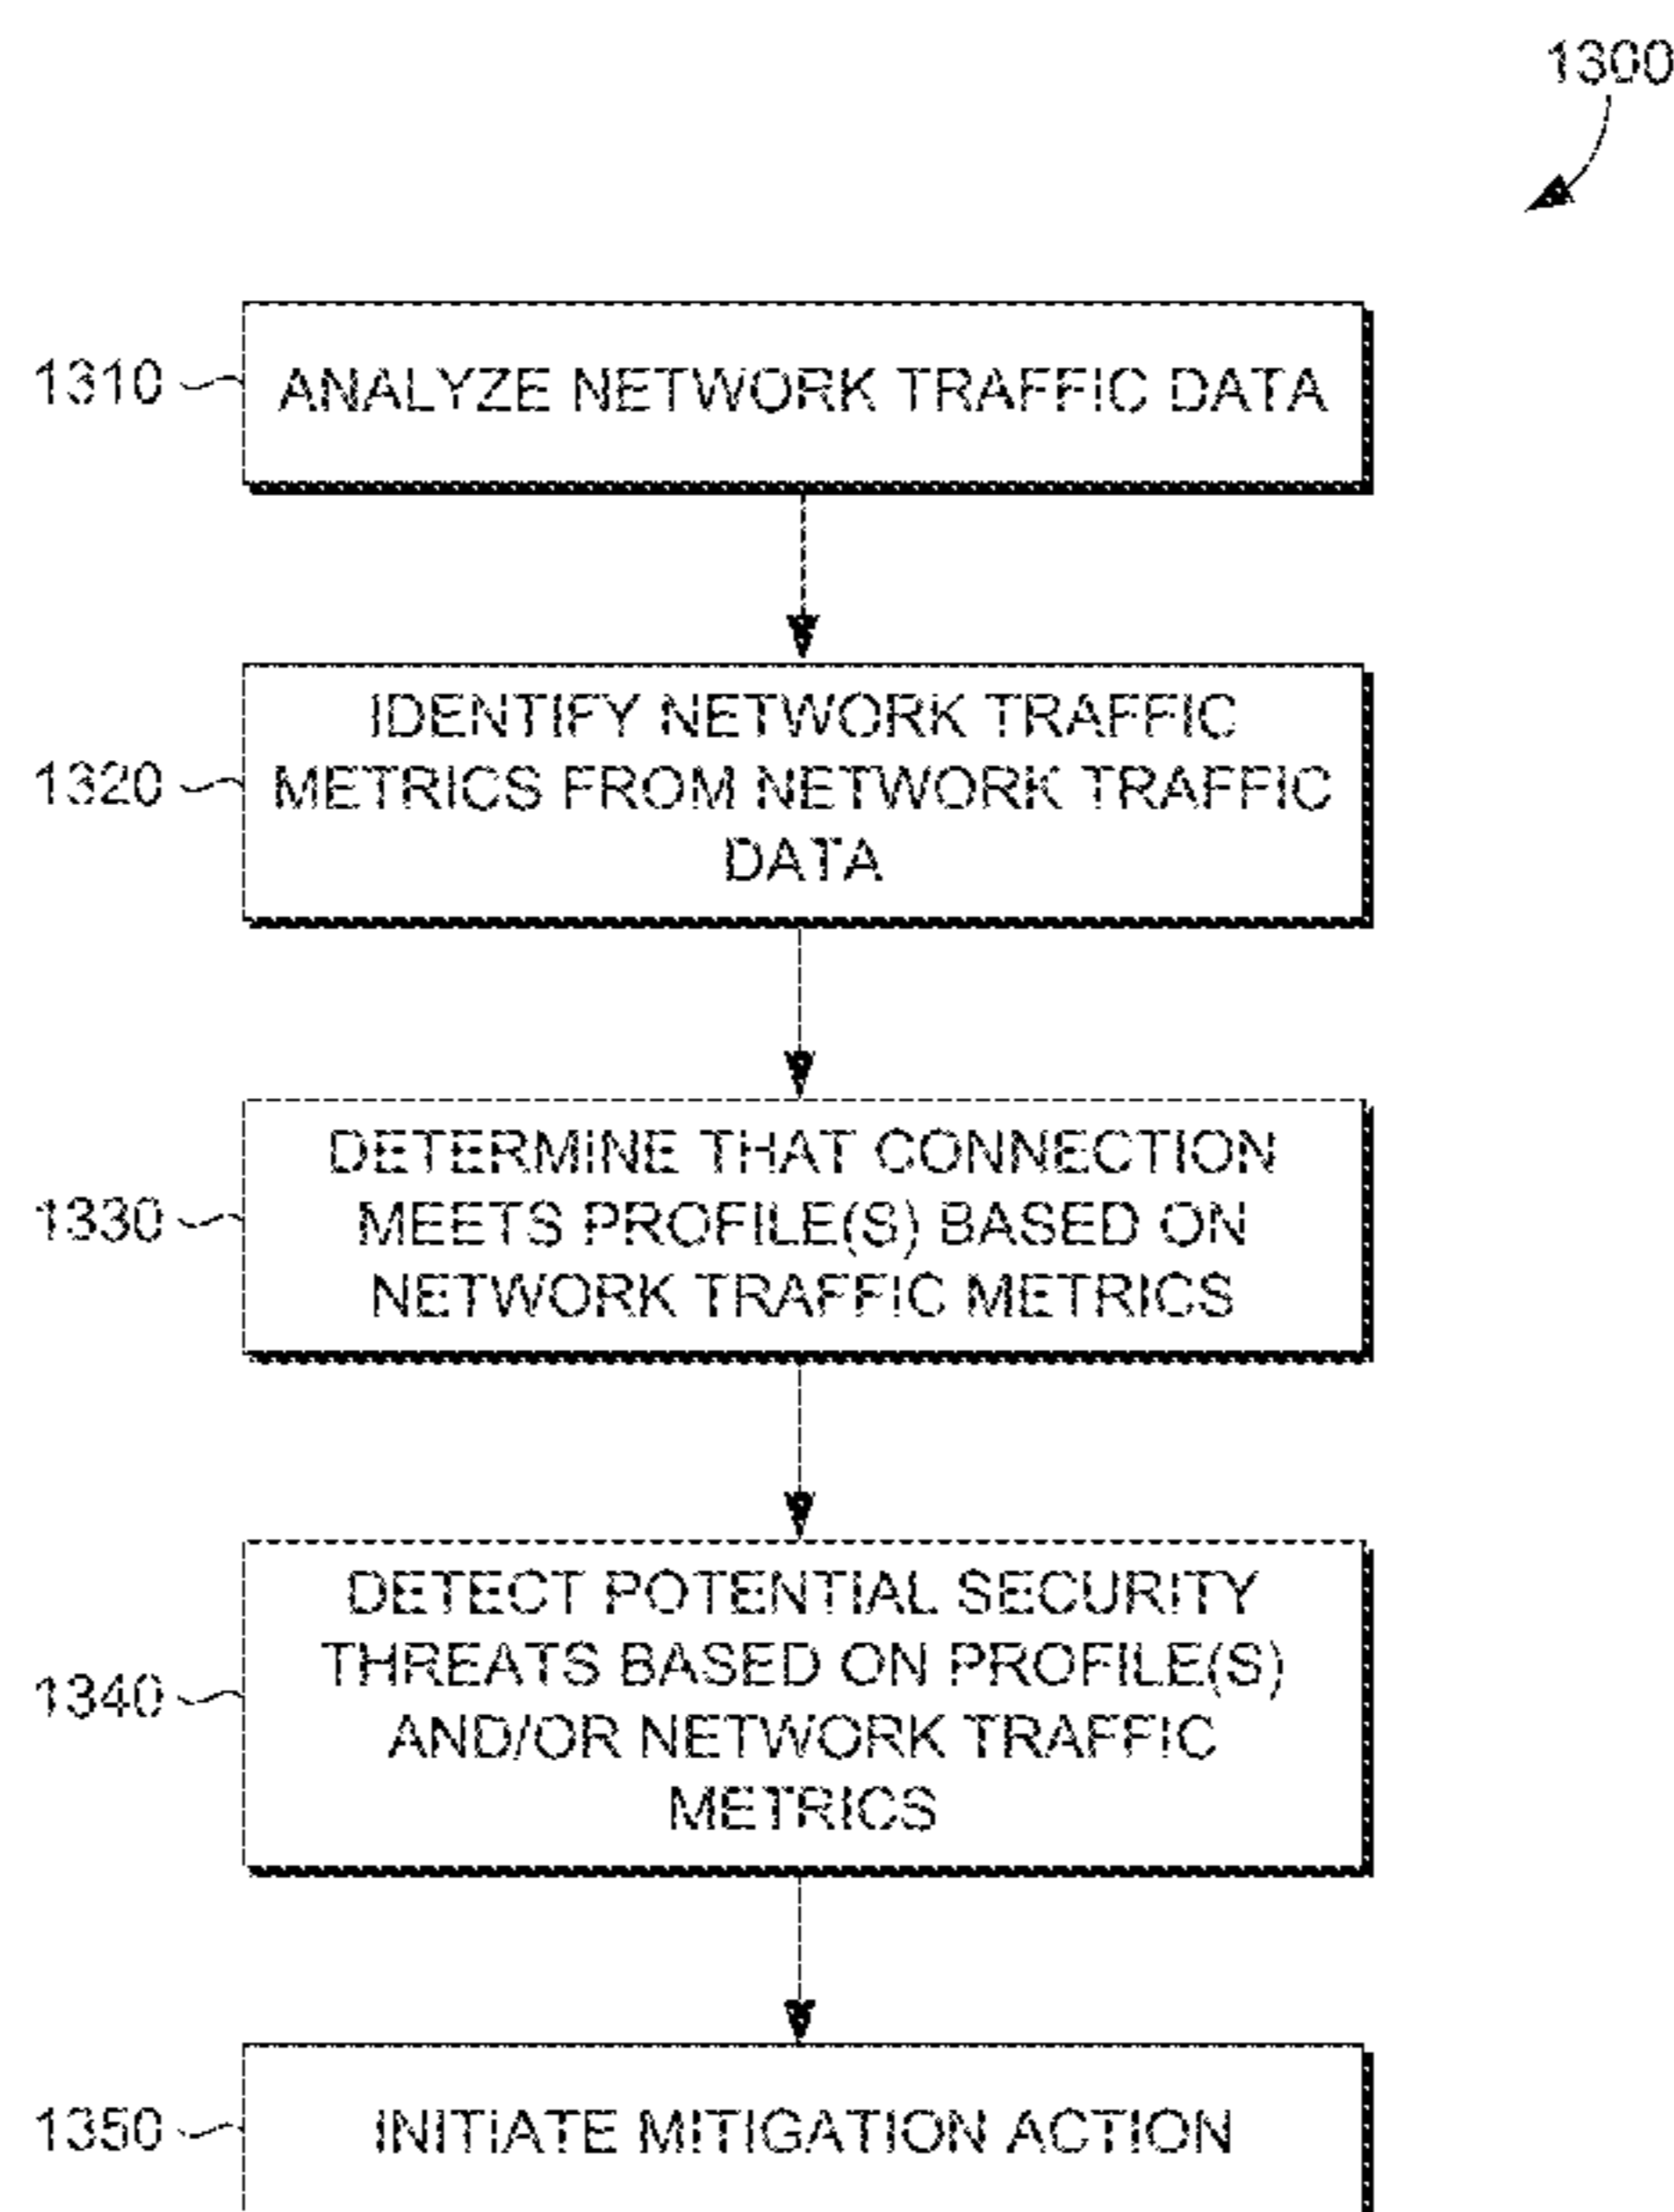 1300
1310
ANALYZE NETWORK TRAFFIC DATA
1320
IDENTIFY NETWORK TRAFFIC
METRICS FROM NETWORK TRAFFIC
DATA
1330
DETERMINE THAT CONNECTION
MEETS PROFILE(S) BASED ON
NETWORK TRAFFIC METRICS
1340
DETECT POTENTIAL SECURITY
THREATS BASED ON PROFILE(S)
AND/OR NETWORK TRAFFIC
METRICS
1350
INITIATE MITIGATION ACTION